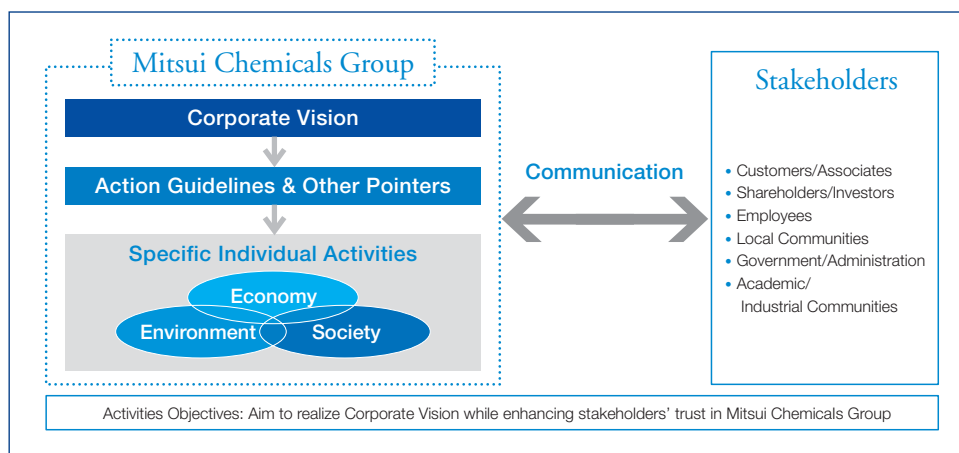 Mitsui Chemicals Group
Corporate Vision
Action Guidelines & Other Pointers
Specific Individual Activities
Economy
Environment
Society
Communication
Stakeholders
• Customers/Associates
• Shareholders/Investors
• Employees
• Local Communities
• Government/Administration
• Academic/
Industrial Communities
Activities Objectives: Aim to realize Corporate Vision while enhancing stakeholders’ trust in Mitsui Chemicals Group